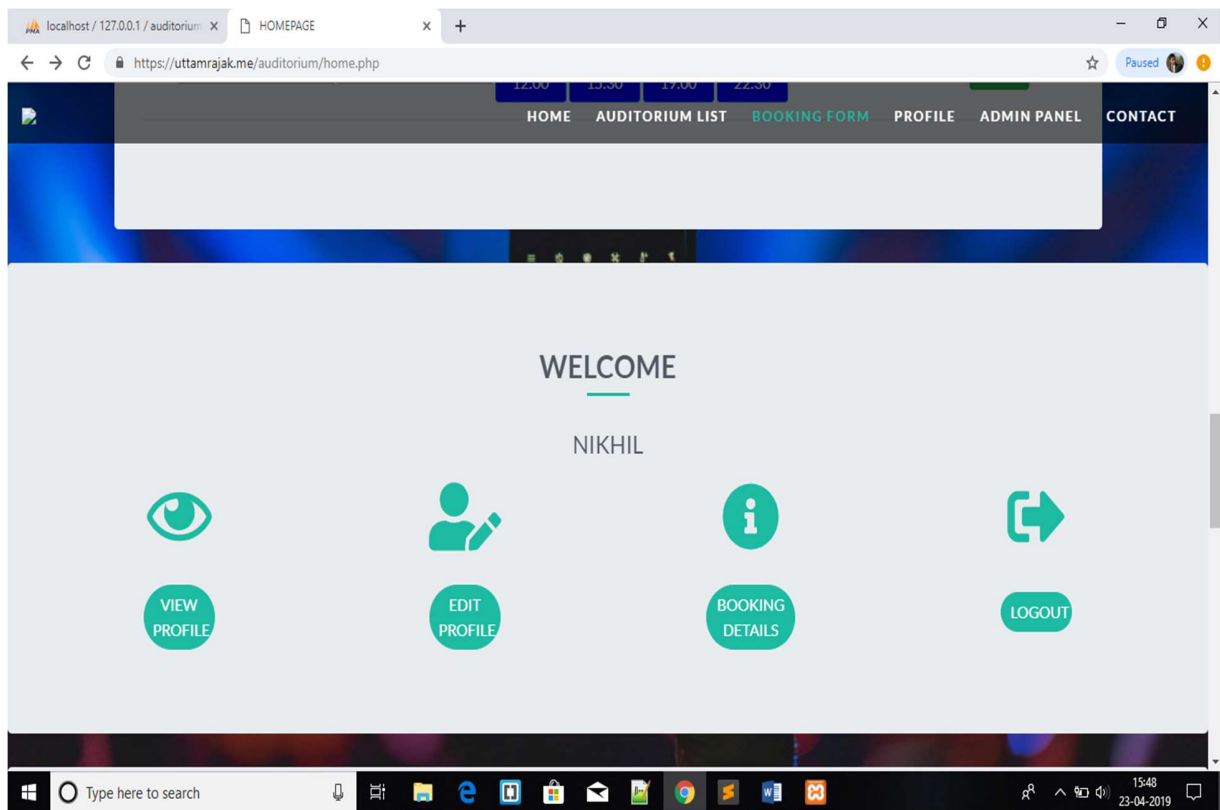 localhost / 127.0.0.1 / auditorium
HOMEPAGE
https://uttamrajak.me/auditorium/home.php
Paused
12.00 15.30 19.00 22.30
HOME AUDITORIUM LIST BOOKING FORM PROFILE ADMIN PANEL CONTACT
WELCOME
NIKHIL
VIEW
PROFILE
EDIT
PROFILE
BOOKING
DETAILS
LOGOUT
Type here to search
15:48
23-04-2019